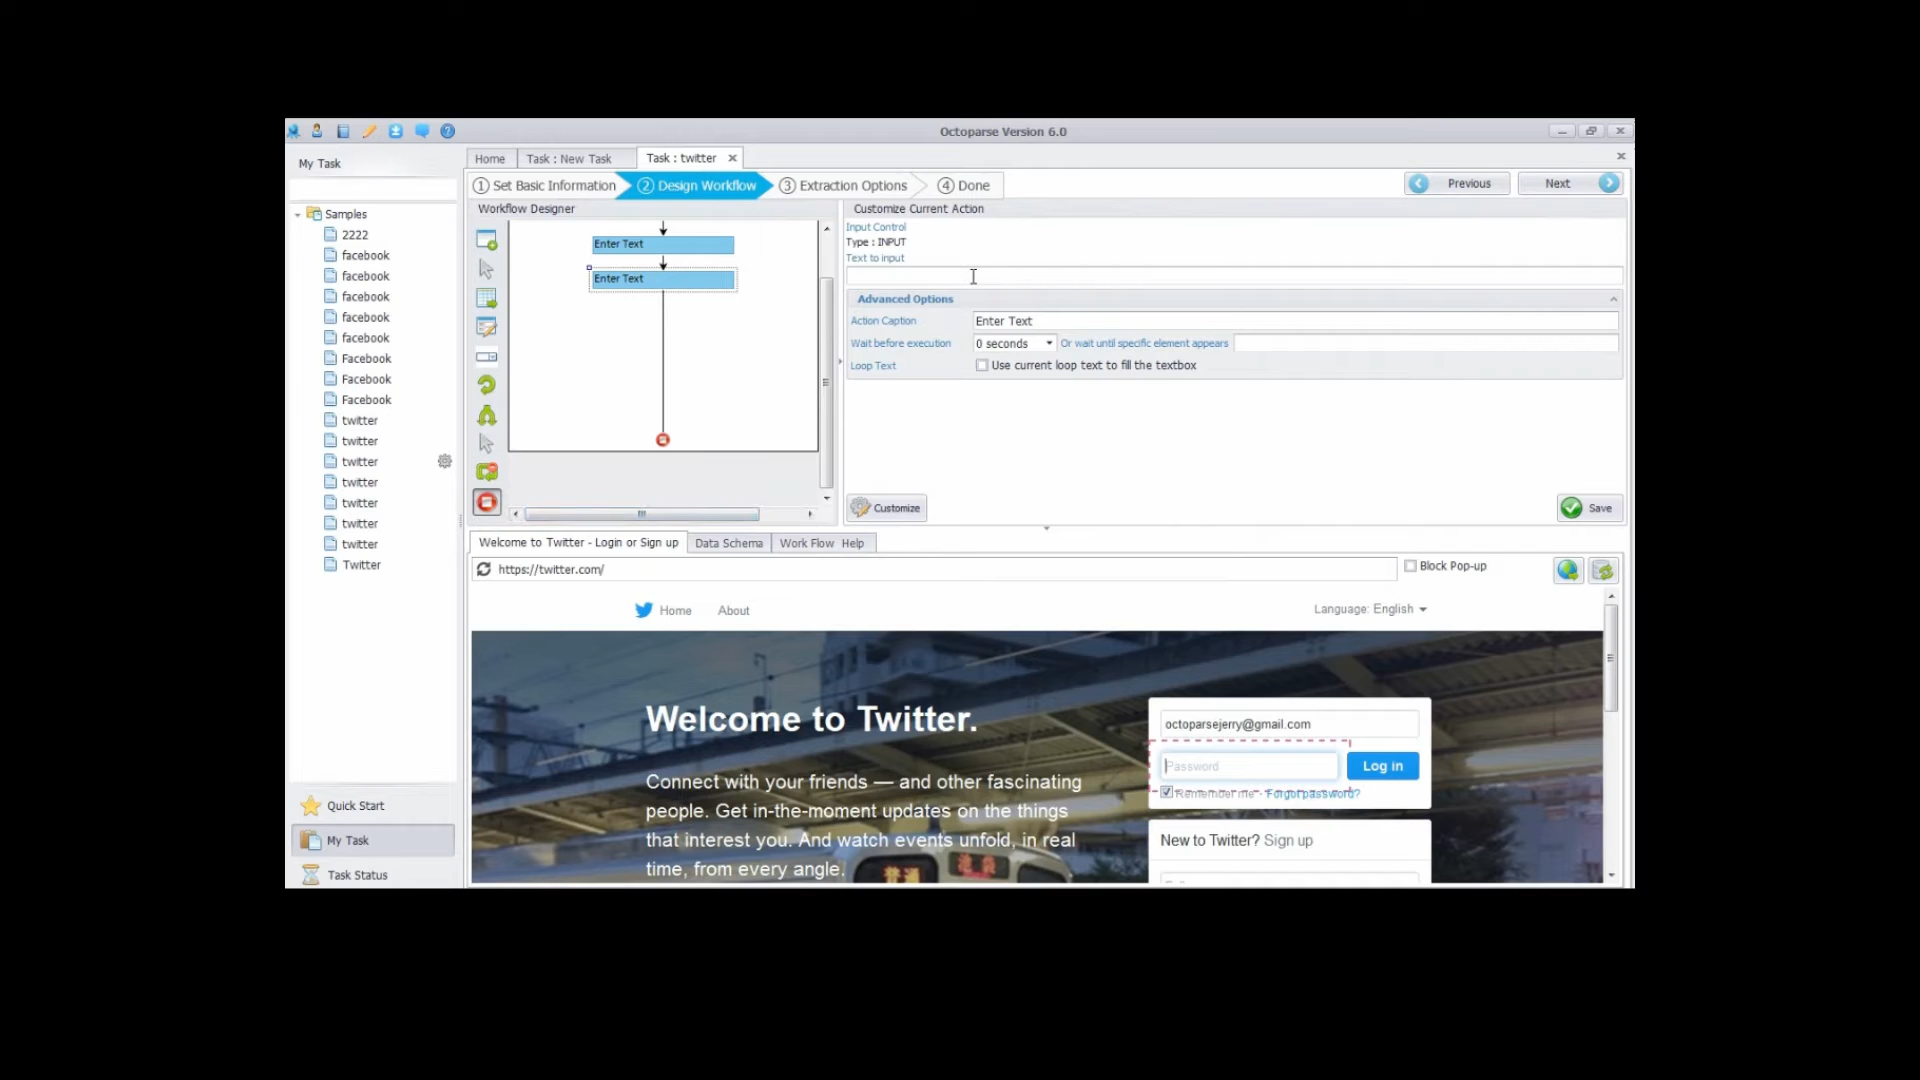 Octoparse Version 6.0
My Task
Home
Task : New Task
Task : twitter
1 Set Basic Information
2 Design Workflow
3 Extraction Options
4 Done
Previous
Next
Samples
2222
facebook
facebook
facebook
facebook
facebook
Facebook
Facebook
Facebook
twitter
twitter
twitter
twitter
twitter
twitter
twitter
Twitter
Quick Start
My Task
Task Status
Workflow Designer
Enter Text
Enter Text
Customize Current Action
Input Control
Type : INPUT
Text to input
Advanced Options
Action Caption
Enter Text
Wait before execution
0 seconds
Or wait until specific element appears
Loop Text
Use current loop text to fill the textbox
Customize
Save
Welcome to Twitter - Login or Sign up
Data Schema
Work Flow Help
https://twitter.com/
Block Pop-up
Home
About
Language: English
Welcome to Twitter.
Connect with your friends — and other fascinating
people. Get in-the-moment updates on the things
that interest you. And watch events unfold, in real
time, from every angle.
octoparsejerry@gmail.com
Password
Log in
Remember me · Forgot password?
New to Twitter? Sign up
普通